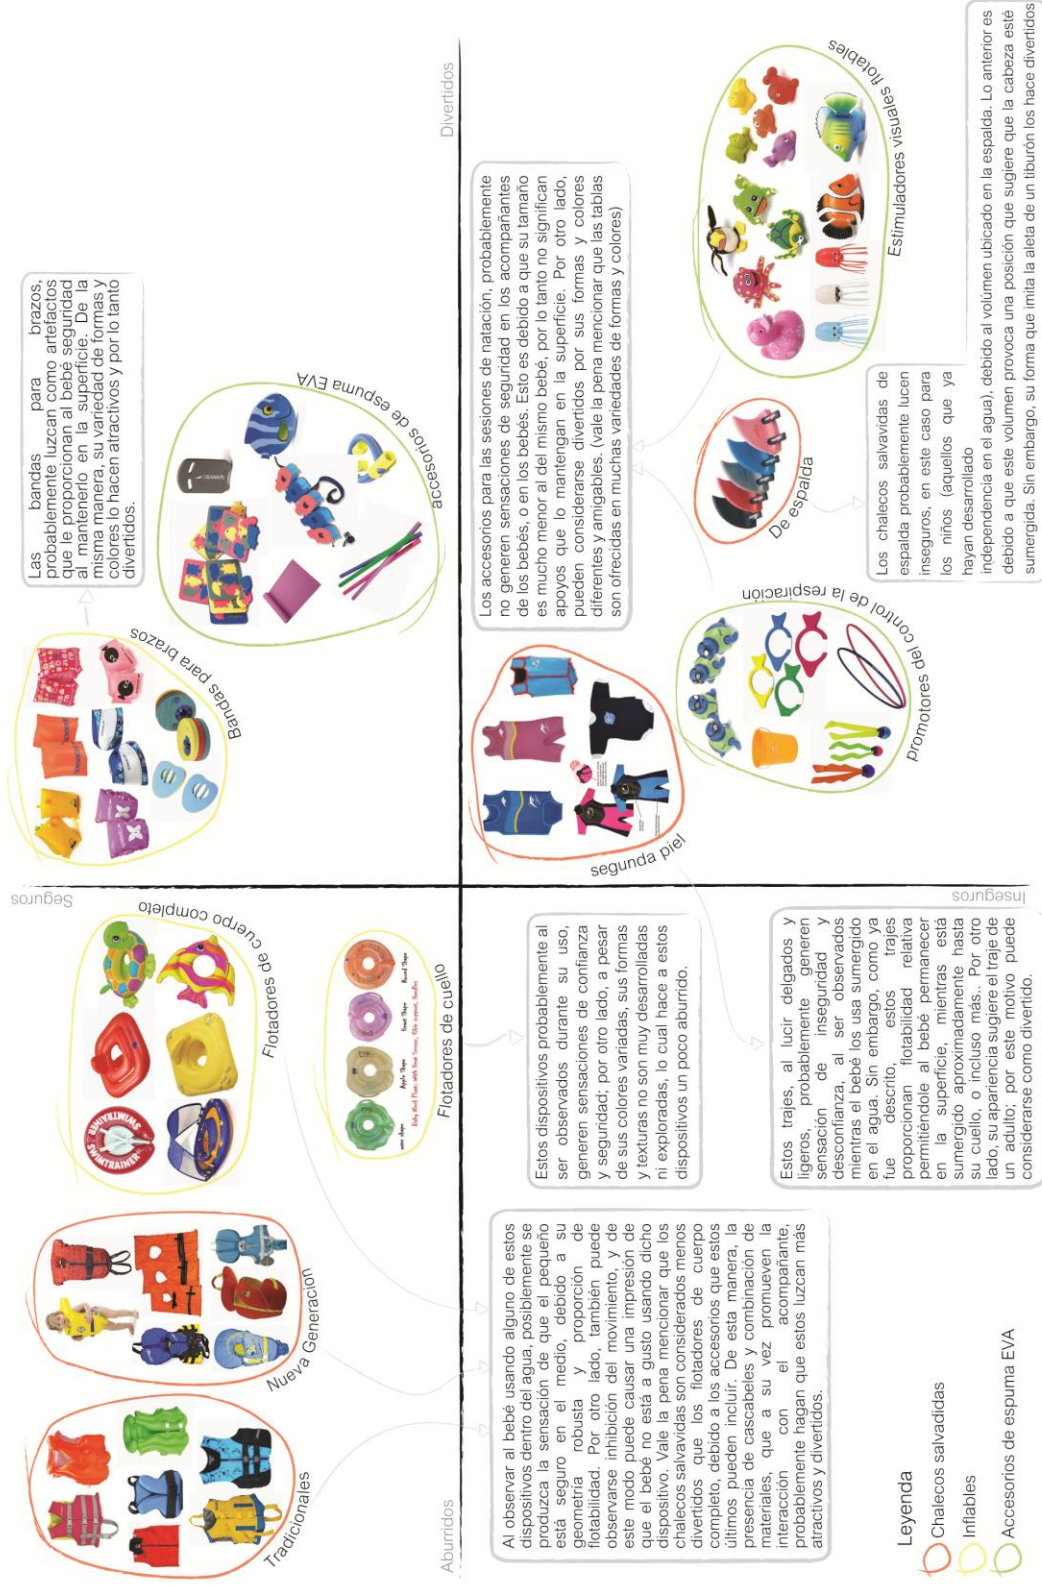 Seguros
Inseguros
Aburridos
Divertidos
Tradicionales
Nueva Generacion
Flotadores de cuerpo completo
SWIMTRAINER
SWIMTRAINER
Flotadores de cuello
Apple Shape
Heart Shape
Round Shape
Bandas para brazos
accesorios de espuma EVA
Las bandas para brazos,
probablemente luzcan como artefactos
que le proporcionan al bebé seguridad
al mantenerlo en la superficie. De la
misma manera, su variedad de formas y
colores lo hacen atractivos y por lo tanto
divertidos.
Al observar al bebé usando alguno de estos
dispositivos dentro del agua, posiblemente se
produzca la sensación de que el pequeño
está seguro en el medio, debido a su
geometría robusta y proporción de
flotabilidad. Por otro lado, también puede
observarse inhibición del movimiento, y de
este modo puede causar una impresión de
que el bebé no está a gusto usando dicho
dispositivo. Vale la pena mencionar que los
chalecos salvavidas son considerados menos
divertidos que los flotadores de cuerpo
completo, debido a los accesorios que estos
últimos pueden incluir. De esta manera, la
presencia de cascabeles y combinación de
materiales, que a su vez promueven la
interacción con el acompañante,
probablemente hagan que estos luzcan más
atractivos y divertidos.
Estos dispositivos probablemente al
ser observados durante su uso,
generen sensaciones de confianza
y seguridad; por otro lado, a pesar
de sus colores variadas, sus formas
y texturas no son muy desarrolladas
ni exploradas, lo cual hace a estos
dispositivos un poco aburrido.
Estos trajes, al lucir delgados y
ligeros, probablemente generen
sensación de inseguridad y
desconfianza, al ser observados
mientras el bebé los usa sumergido
en el agua. Sin embargo, como ya
fue descrito, estos trajes
proporcionan flotabilidad relativa
permitiéndole al bebé permanecer
en la superficie, mientras está
sumergido aproximadamente hasta
su cuello, o incluso más.. Por otro
lado, su apariencia sugiere el traje de
un adulto; por este motivo puede
considerarse como divertido.
segunda piel
promotores del control de la respiración
De espalda
Estimuladores visuales flotables
Los accesorios para las sesiones de natación, probablemente
no generen sensaciones de seguridad en los acompañantes
de los bebés, o en los bebés. Esto es debido a que su tamaño
es mucho menor al del mismo bebé, por lo tanto no significan
apoyos que lo mantengan en la superficie. Por otro lado,
pueden considerarse divertidos por sus formas y colores
diferentes y amigables. (vale la pena mencionar que las tablas
son ofrecidas en muchas variedades de formas y colores)
Los chalecos salvavidas de
espalda probablemente lucen
inseguros, en este caso para
los niños (aquellos que ya
hayan desarrollado
independencia en el agua), debido al volúmen ubicado en la espalda. Lo anterior es
debido a que este volumen provoca una posición que sugiere que la cabeza esté
sumergida. Sin embargo, su forma que imita la aleta de un tiburón los hace divertidos
Leyenda
Chalecos salvadidas
Inflables
Accesorios de espuma EVA